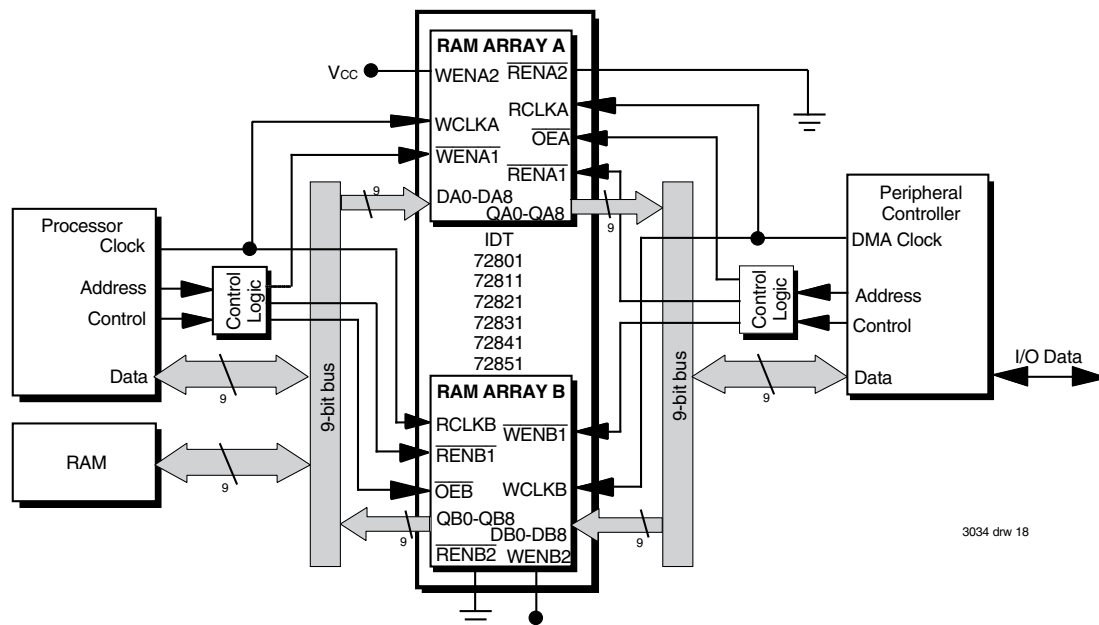 RAM ARRAY A
VCC
WENA2
RENA2
RCLKA
WCLKA
OEA
WENA1
RENA1
9
DA0-DA8
QA0-QA8
9
Processor
Clock
Address
Control
Data
9
Control
Logic
RAM
9
9-bit bus
IDT
72801
72811
72821
72831
72841
72851
9-bit bus
Peripheral
Controller
DMA Clock
Address
Control
Data
Control
Logic
9
I/O Data
RAM ARRAY B
RCLKB
WENB1
RENB1
OEB
WCLKB
QB0-QB8
9
DB0-DB8
9
RENB2
WENB2
3034 drw 18